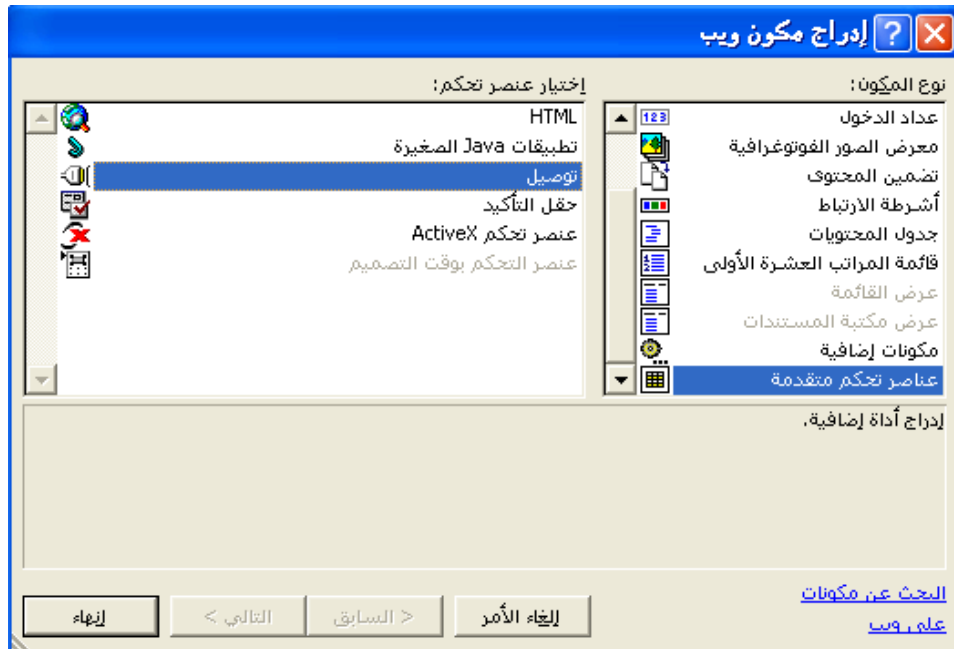 إدراج مكون ويب
نوع المكون:
عداد الدخول
معرض الصور الفوتوغرافية
تضمين المحتوى
أشرطة الارتباط
جدول المحتويات
قائمة المراتب العشرة الأولى
عرض القائمة
عرض مكتبة المستندات
مكونات إضافية
عناصر تحكم متقدمة
إختيار عنصر تحكم:
HTML
تطبيقات Java الصغيرة
توصيل
حقل التأكيد
عنصر تحكم ActiveX
عنصر التحكم بوقت التصميم
إدراج أداة إضافية.
البحث عن مكونات
على ويب
إلغاء الأمر
< السابق
التالي >
إنهاء